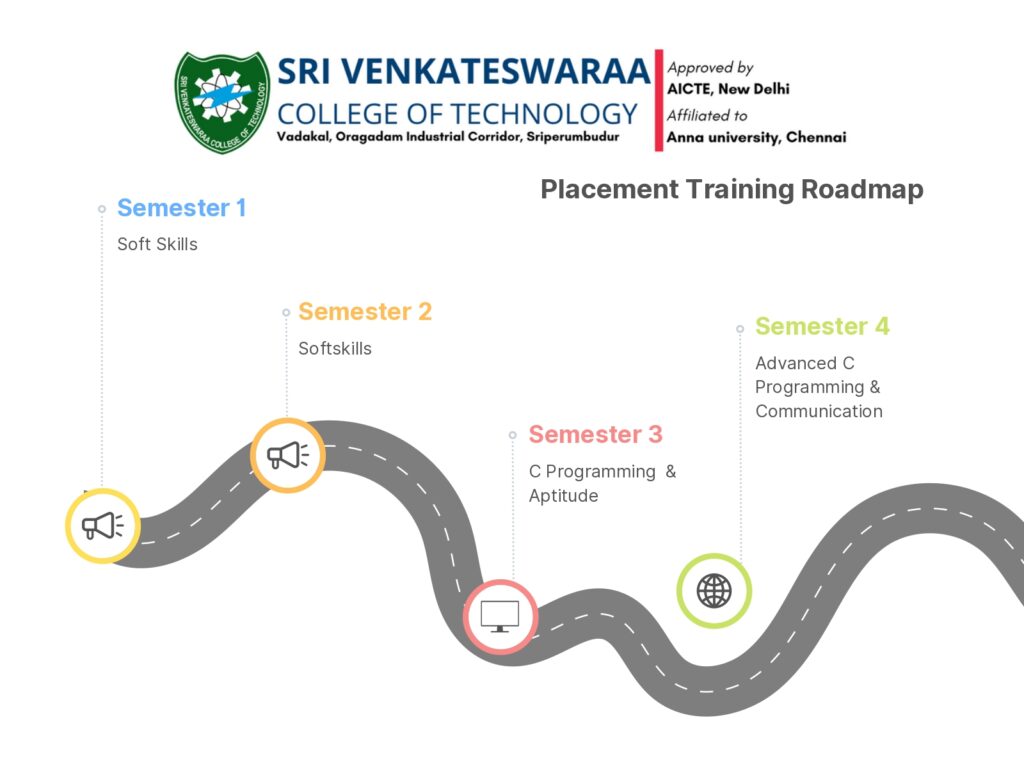 SRI VENKATESWARAA COLLEGE OF TECHNOLOGY
SRI VENKATESWARAA
COLLEGE OF TECHNOLOGY
Vadakal, Oragadam Industrial Corridor, Sriperumbudur
Approved by
AICTE, New Delhi
Affiliated to
Anna university, Chennai
Placement Training Roadmap
Semester 1
Soft Skills
Semester 2
Softskills
Semester 3
C Programming &
Aptitude
Semester 4
Advanced C
Programming &
Communication